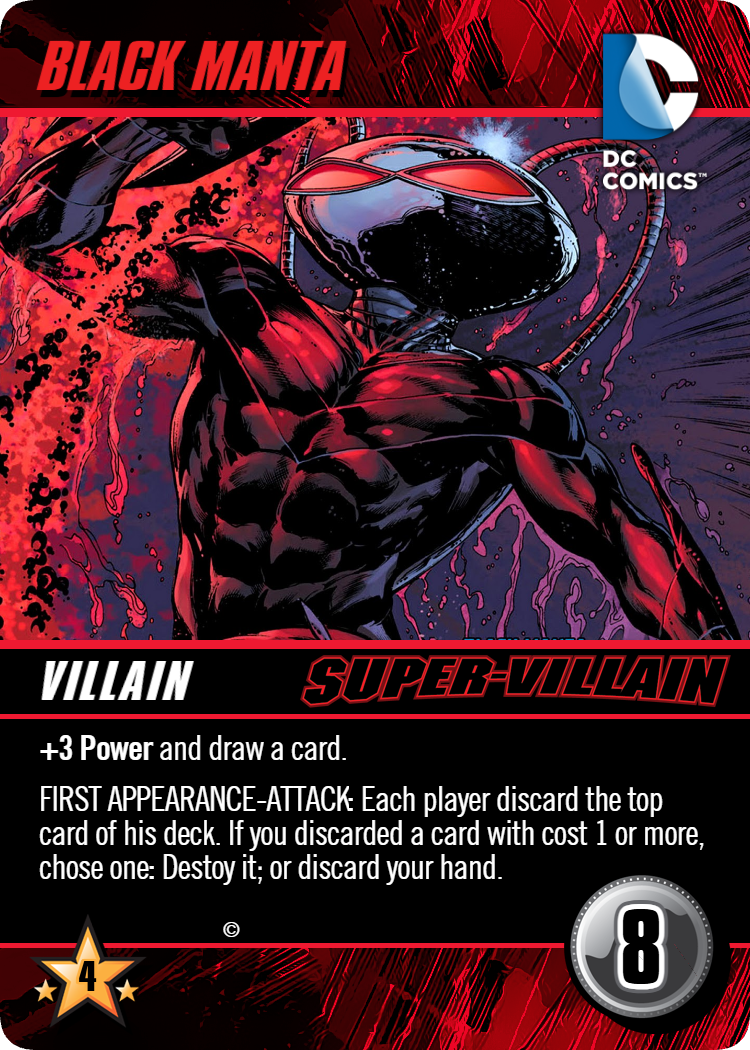 BLACK MANTA
DC
COMICS™
VILLAIN
SUPER-VILLAIN
+3 Power and draw a card.
FIRST APPEARANCE-ATTACK: Each player discard the top
card of his deck. If you discarded a card with cost 1 or more,
chose one: Destoy it; or discard your hand.
©
4
8